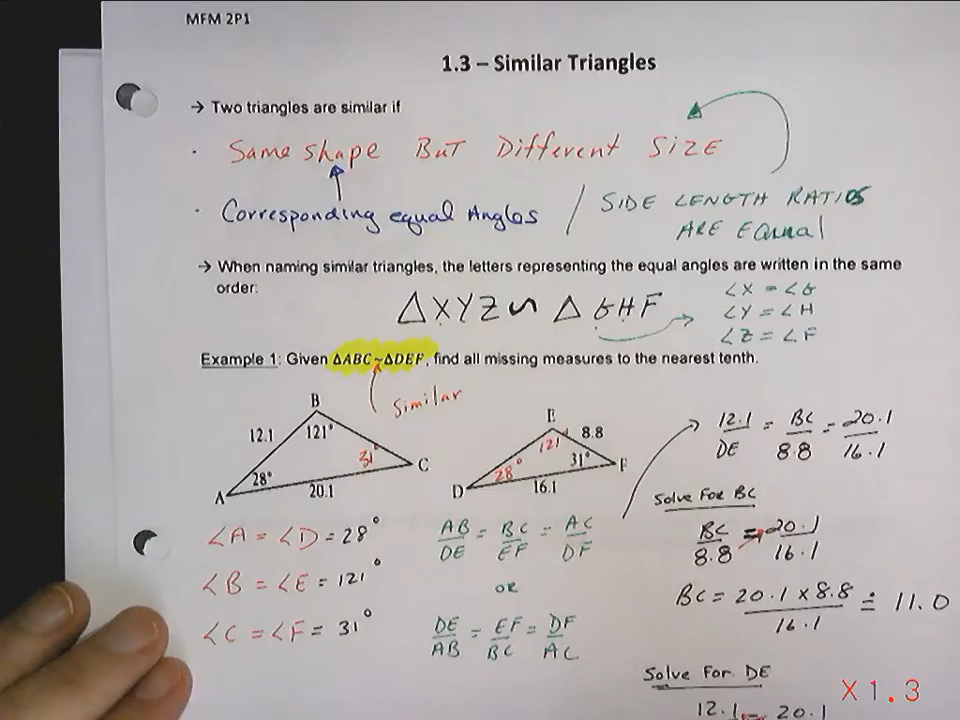 MFM 2P1
1.3 – Similar Triangles
→ Two triangles are similar if
· Same shape But Different Size
· Corresponding equal Angles / SIDE LENGTH RATIOS
ARE Equal
→ When naming similar triangles, the letters representing the equal angles are written in the same
order:
ΔXYZ ~ ΔGHF
∠X = ∠G
∠Y = ∠H
∠Z = ∠F
Example 1: Given ΔABC~ΔDEF, find all missing measures to the nearest tenth.
Similar
B
12.1
121°
31°
C
28°
A
20.1
E
8.8
121
31°
F
28°
D
16.1
12.1/DE = BC/8.8 = 20.1/16.1
Solve For BC
BC/8.8 = 20.1/16.1
BC = 20.1 x 8.8/16.1 ≐ 11.0
∠A = ∠D = 28°
∠B = ∠E = 121°
∠C = ∠F = 31°
AB/DE = BC/EF = AC/DF
OR
DE/AB = EF/BC = DF/AC
Solve For DE
12.1 = 20.1
X1.3